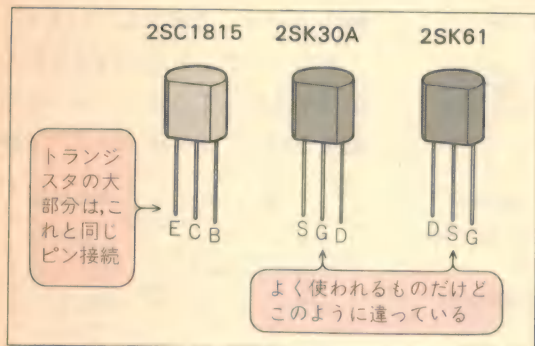 2SC1815 2SK30A 2SK61
トランジ
スタの大
部分は,こ
れと同じ
ピン接続
E C B
S G D
D S G
よく使われるものだけど
このように違っている